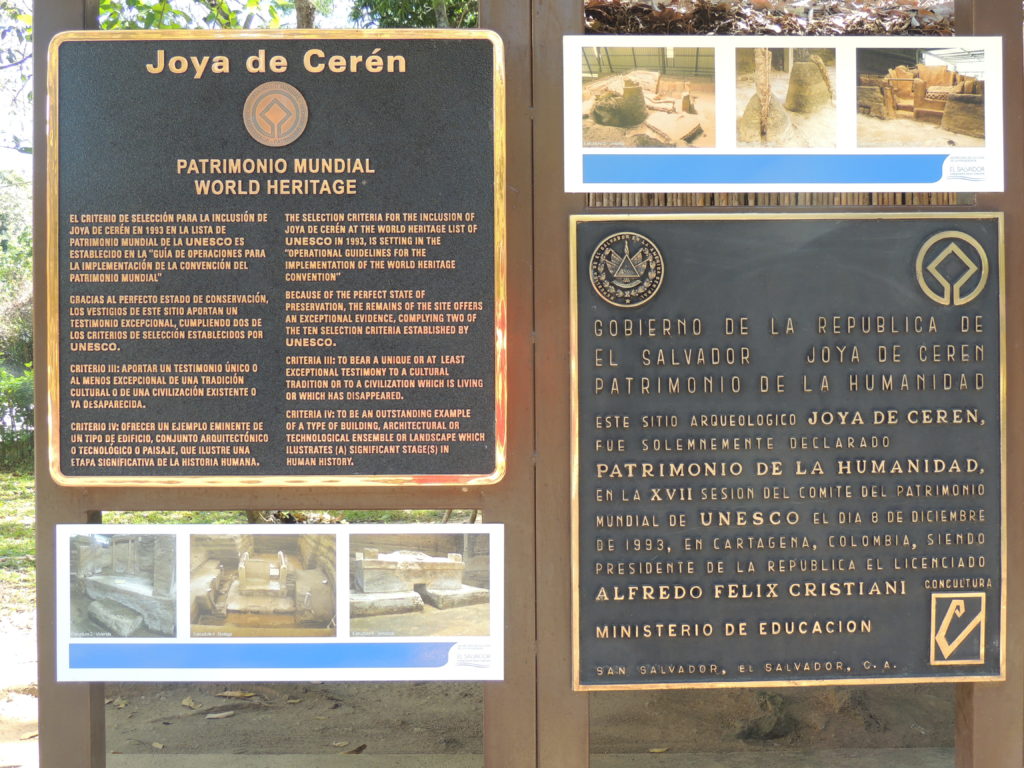 Joya de Cerén
PATRIMONIO MUNDIAL
WORLD HERITAGE
EL CRITERIO DE SELECCIÓN PARA LA INCLUSIÓN DE
JOYA DE CERÉN EN 1993 EN LA LISTA DE
PATRIMONIO MUNDIAL DE LA UNESCO ES
ESTABLECIDO EN LA "GUÍA DE OPERACIONES PARA
LA IMPLEMENTACIÓN DE LA CONVENCIÓN DEL
PATRIMONIO MUNDIAL"
GRACIAS AL PERFECTO ESTADO DE CONSERVACIÓN,
LOS VESTIGIOS DE ESTE SITIO APORTAN UN
TESTIMONIO EXCEPCIONAL, CUMPLIENDO DOS DE
LOS CRITERIOS DE SELECCIÓN ESTABLECIDOS POR
UNESCO.
CRITERIO III: APORTAR UN TESTIMONIO ÚNICO O
AL MENOS EXCEPCIONAL DE UNA TRADICIÓN
CULTURAL O DE UNA CIVILIZACIÓN EXISTENTE O
YA DESAPARECIDA.
CRITERIO IV: OFRECER UN EJEMPLO EMINENTE DE
UN TIPO DE EDIFICIO, CONJUNTO ARQUITECTÓNICO
O TECNOLÓGICO O PAISAJE, QUE ILUSTRE UNA
ETAPA SIGNIFICATIVA DE LA HISTORIA HUMANA.
THE SELECTION CRITERIA FOR THE INCLUSION OF
JOYA DE CERÉN AT THE WORLD HERITAGE LIST OF
UNESCO IN 1993, IS SETTING IN THE
"OPERATIONAL GUIDELINES FOR THE
IMPLEMENTATION OF THE WORLD HERITAGE
CONVENTION"
BECAUSE OF THE PERFECT STATE OF
PRESERVATION, THE REMAINS OF THE SITE OFFERS
AN EXCEPTIONAL EVIDENCE, COMPLYING TWO OF
THE TEN SELECTION CRITERIA ESTABLISHED BY
UNESCO.
CRITERIA III: TO BEAR A UNIQUE OR AT LEAST
EXCEPTIONAL TESTIMONY TO A CULTURAL
TRADITION OR TO A CIVILIZATION WHICH IS LIVING
OR WHICH HAS DISAPPEARED.
CRITERIA IV: TO BE AN OUTSTANDING EXAMPLE
OF A TYPE OF BUILDING, ARCHITECTURAL OR
TECHNOLOGICAL ENSEMBLE OR LANDSCAPE WHICH
ILLUSTRATES (A) SIGNIFICANT STAGE(S) IN
HUMAN HISTORY.
EL SALVADOR
EL SALVADOR
GOBIERNO DE LA REPUBLICA DE
EL SALVADOR JOYA DE CEREN
PATRIMONIO DE LA HUMANIDAD
ESTE SITIO ARQUEOLOGICO JOYA DE CEREN,
FUE SOLEMNEMENTE DECLARADO
PATRIMONIO DE LA HUMANIDAD,
EN LA XVII SESION DEL COMITE DEL PATRIMONIO
MUNDIAL DE UNESCO EL DIA 8 DE DICIEMBRE
DE 1993, EN CARTAGENA, COLOMBIA, SIENDO
PRESIDENTE DE LA REPUBLICA EL LICENCIADO
ALFREDO FELIX CRISTIANI
CONCULTURA
MINISTERIO DE EDUCACION
SAN SALVADOR, EL SALVADOR, C. A.